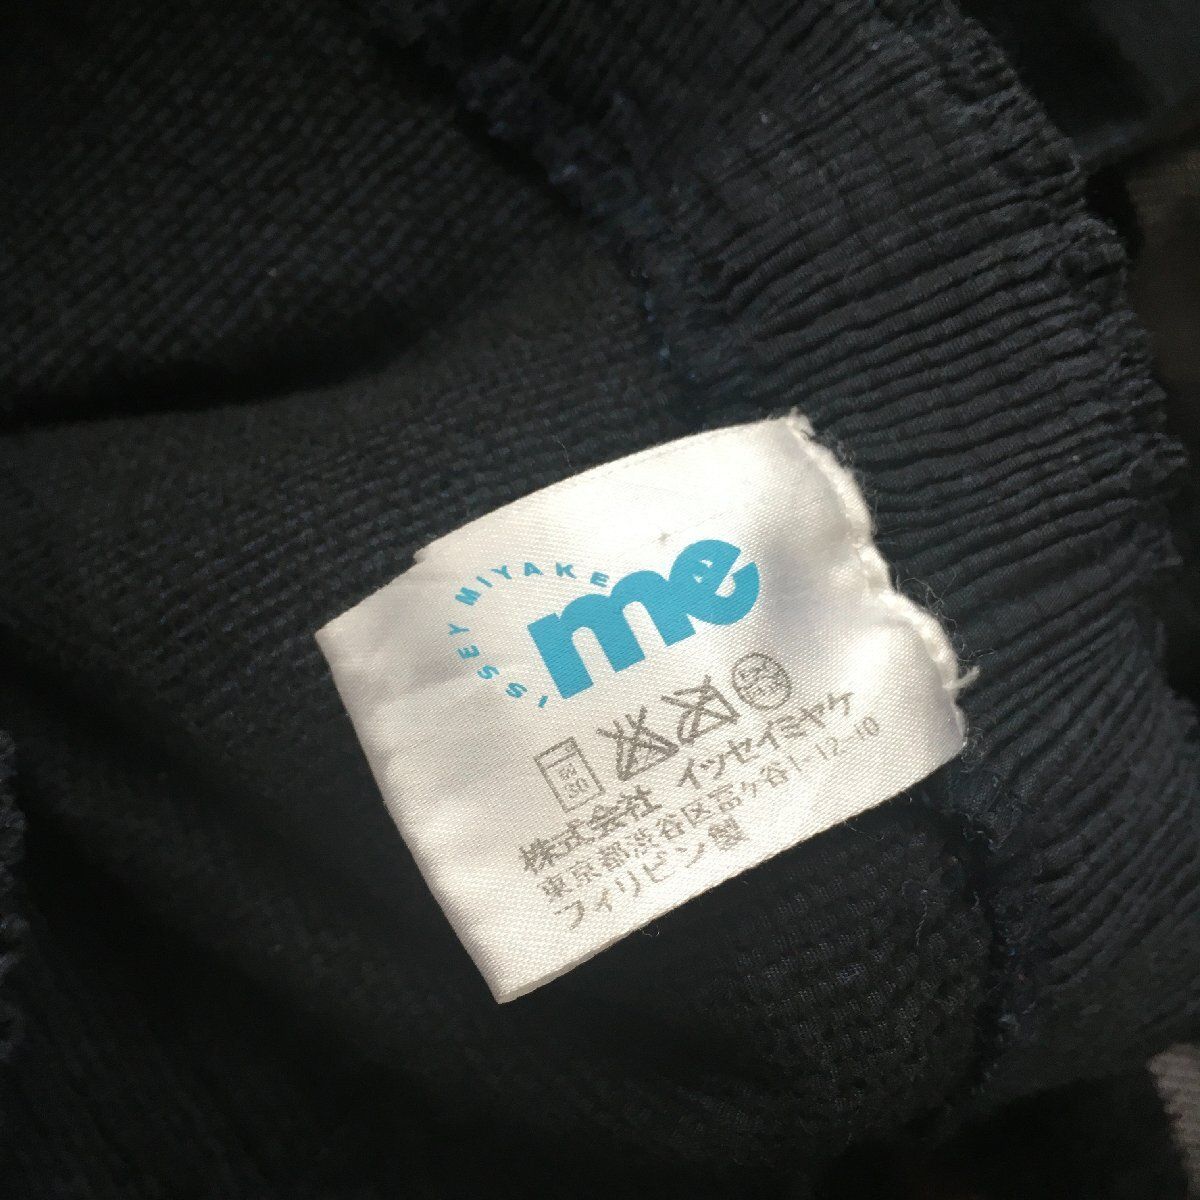 ISSEY MIYAKE
me
株式会社 イッセイミヤケ
東京都渋谷区富ヶ谷1-12-10
フィリピン製